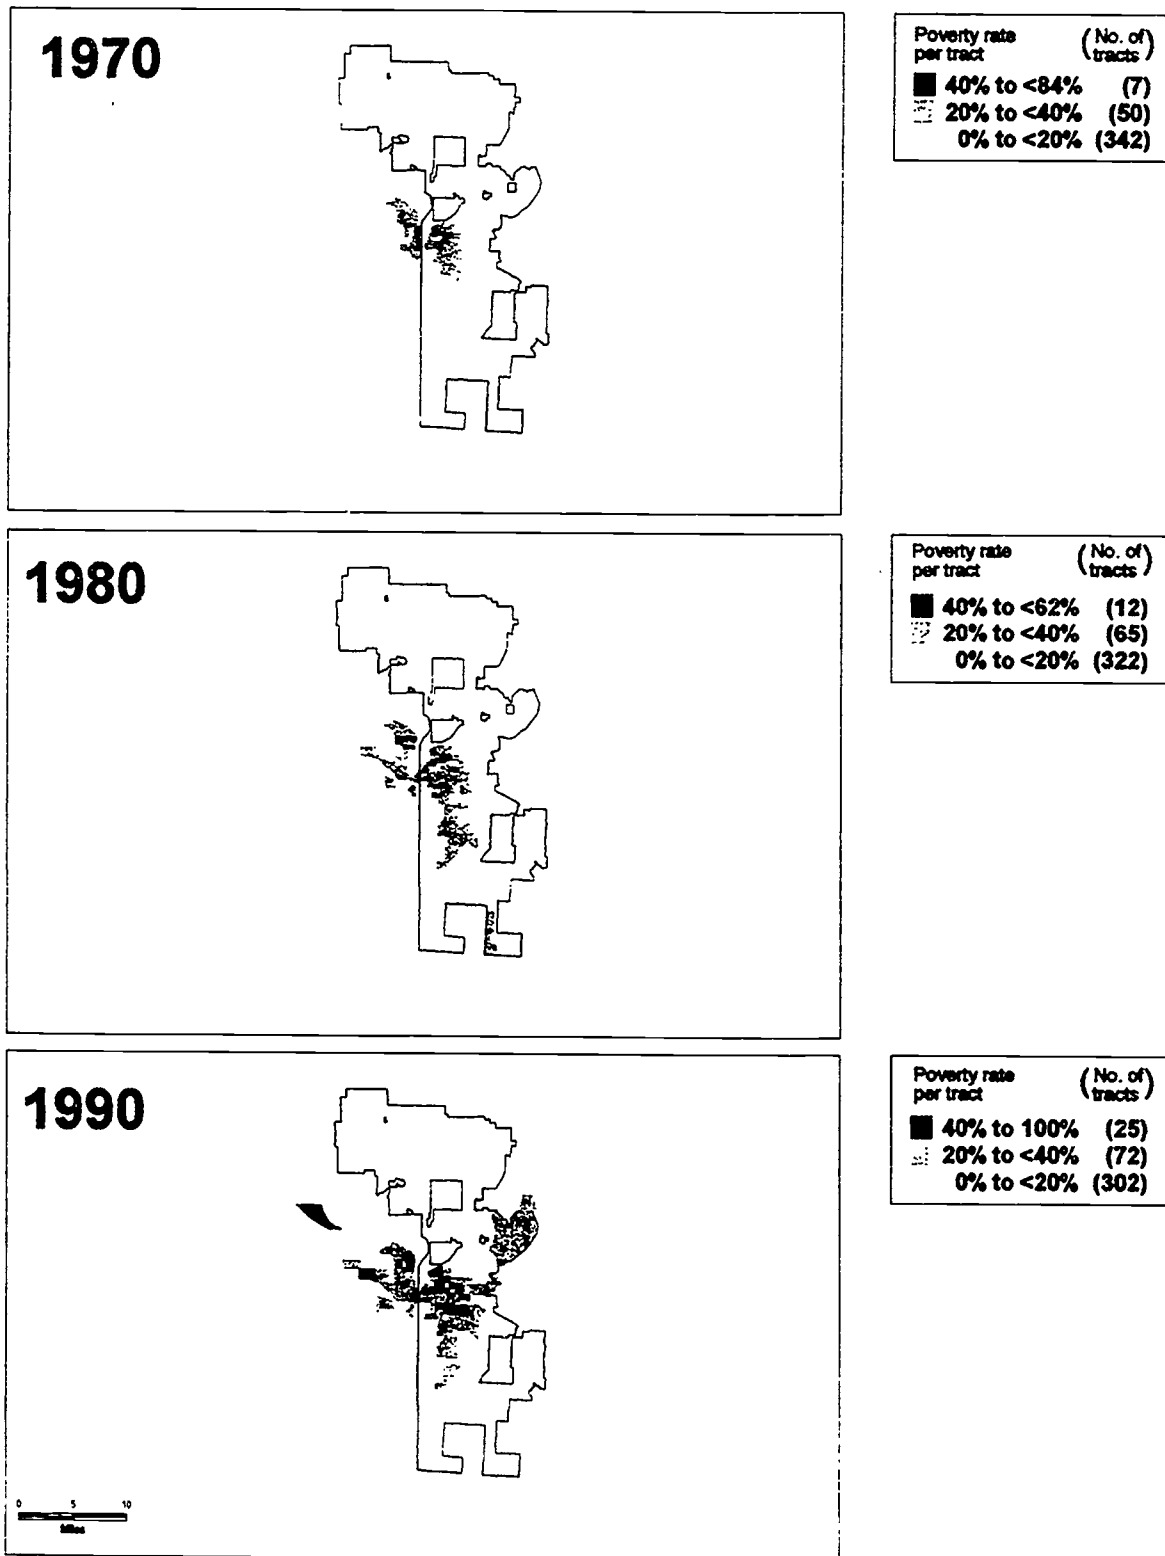 1970
Poverty rate (No. of
per tract tracts)
40% to <84% (7)
20% to <40% (50)
0% to <20% (342)
1980
Poverty rate (No. of
per tract tracts)
40% to <62% (12)
20% to <40% (65)
0% to <20% (322)
1990
Poverty rate (No. of
per tract tracts)
40% to 100% (25)
20% to <40% (72)
0% to <20% (302)
0 5 10
Miles